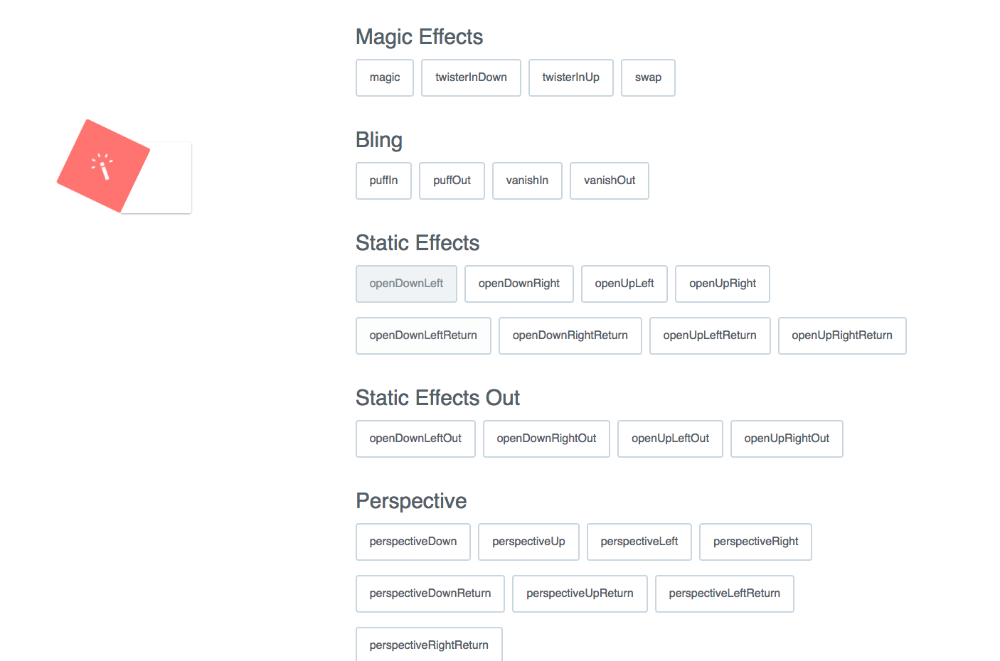 Magic Effects
magic twisterInDown twisterInUp swap
Bling
puffIn puffOut vanishIn vanishOut
Static Effects
openDownLeft openDownRight openUpLeft openUpRight
openDownLeftReturn openDownRightReturn openUpLeftReturn openUpRightReturn
Static Effects Out
openDownLeftOut openDownRightOut openUpLeftOut openUpRightOut
Perspective
perspectiveDown perspectiveUp perspectiveLeft perspectiveRight
perspectiveDownReturn perspectiveUpReturn perspectiveLeftReturn
perspectiveRightReturn